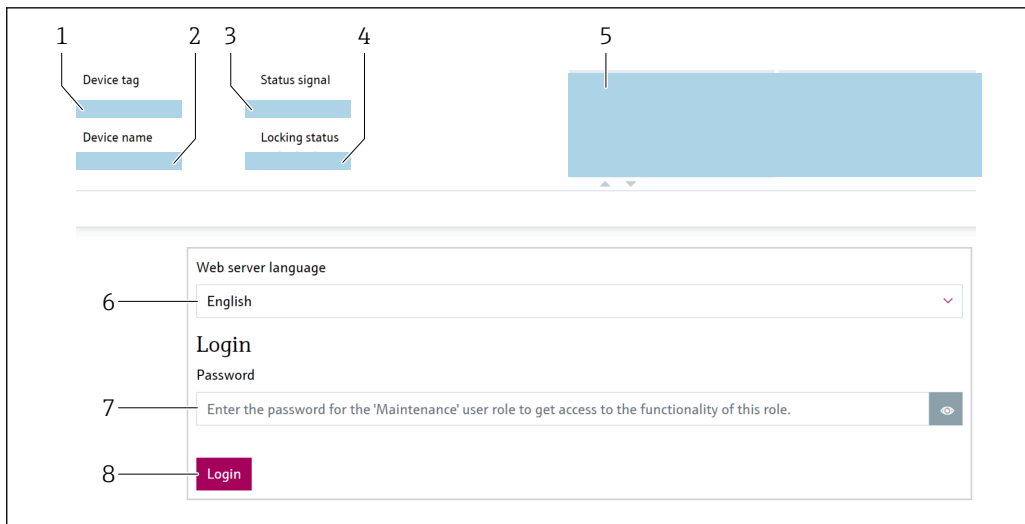 1 2 3 4 5
Device tag Status signal
Device name Locking status
Web server language
6 English
Login
Password
7 Enter the password for the 'Maintenance' user role to get access to the functionality of this role.
8 Login